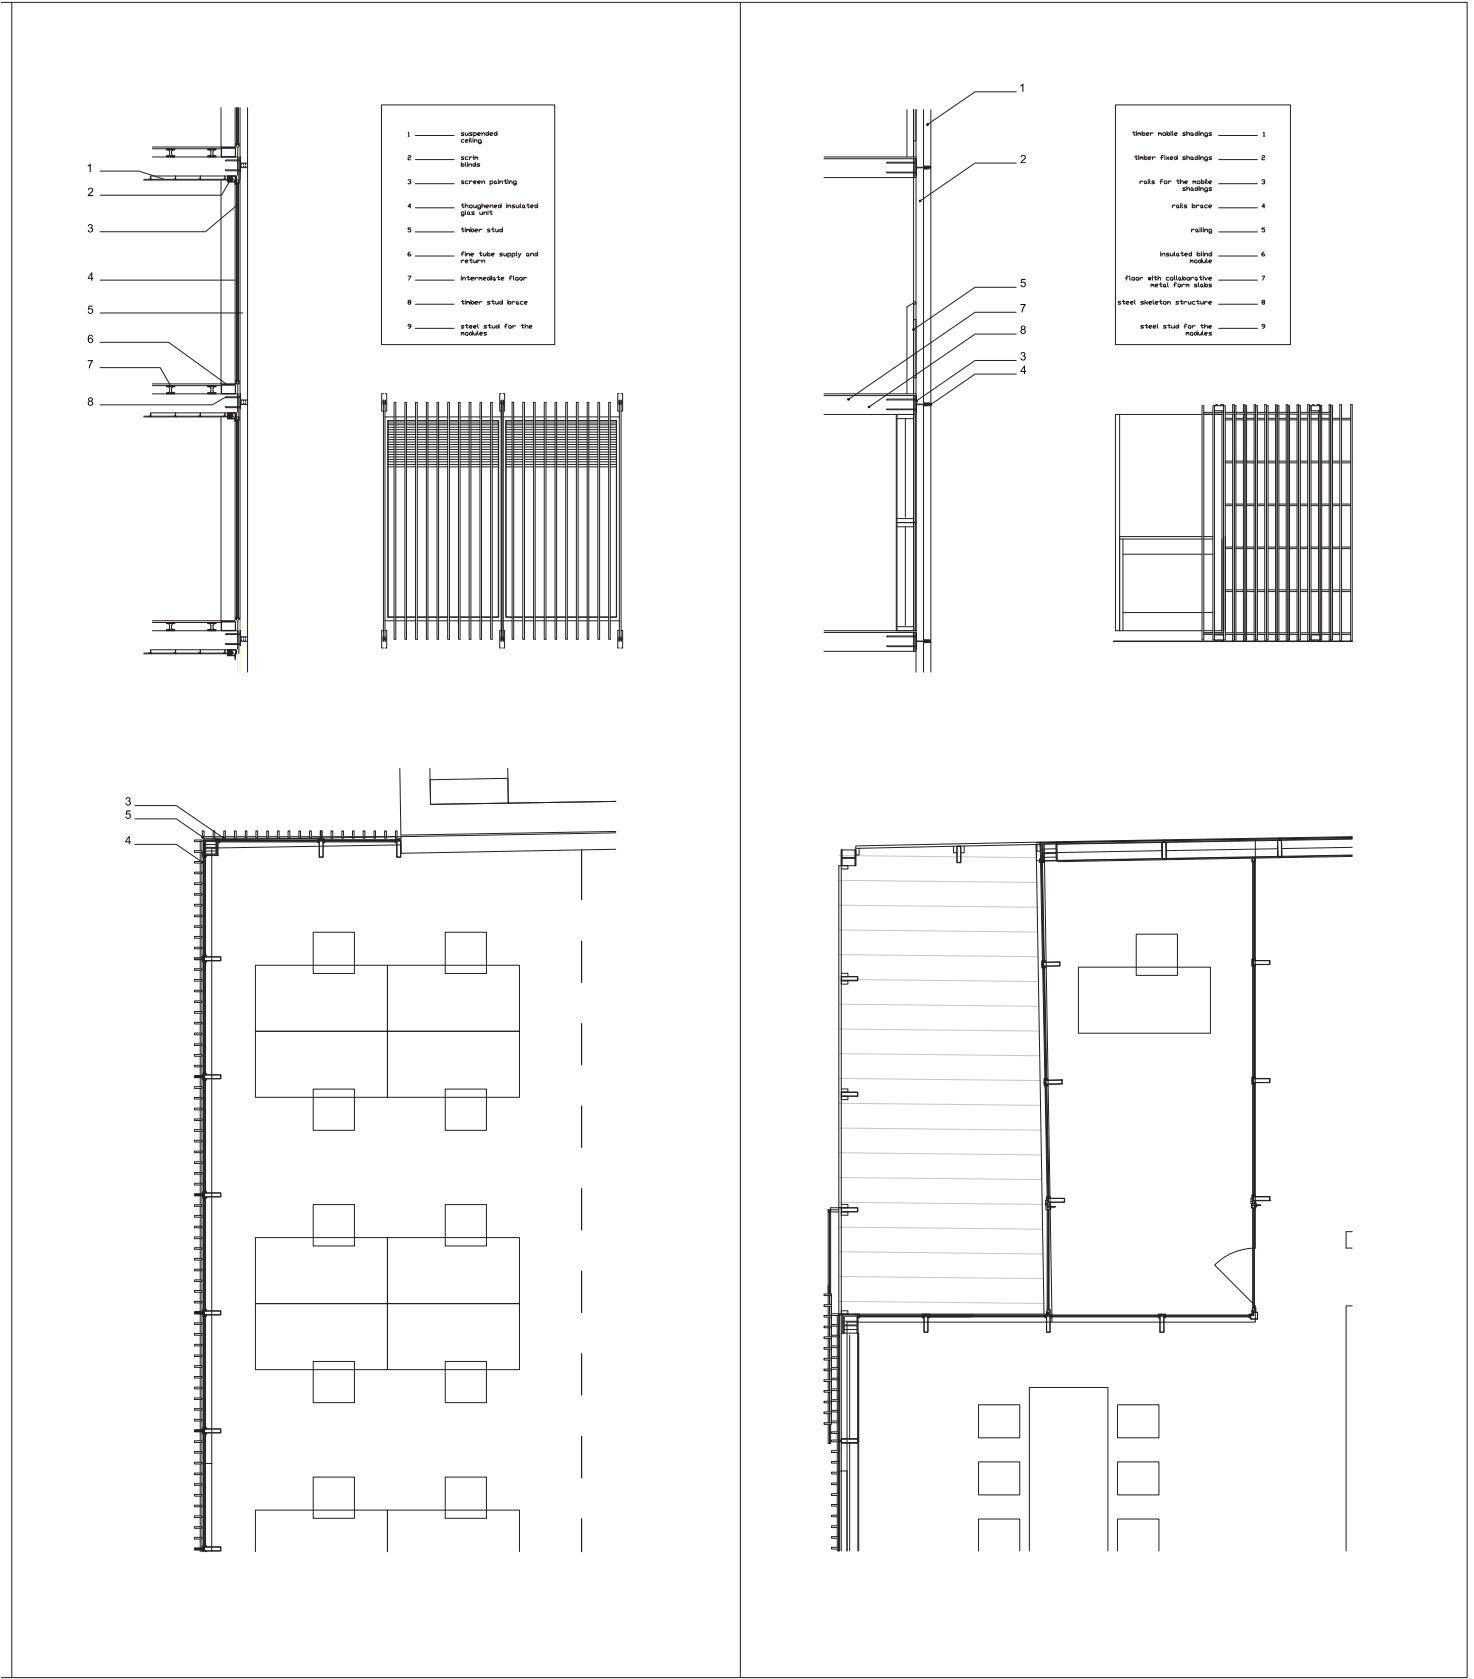 1 suspended
ceiling
2 scrim
blinds
3 screen painting
4 thoughened insulated
glas unit
5 timber stud
6 fine tube supply and
return
7 intermediate floor
8 timber stud brace
9 steel stud for the
modules
1
2
3
4
5
6
7
8
3
5
4
timber mobile shadings 1
timber fixed shadings 2
rails for the mobile 3
shadings
rails brace 4
railing 5
insulated blind 6
module
floor with collaborative 7
metal form slabs
steel skeleton structure 8
steel stud for the 9
modules
1
2
5
7
8
3
4